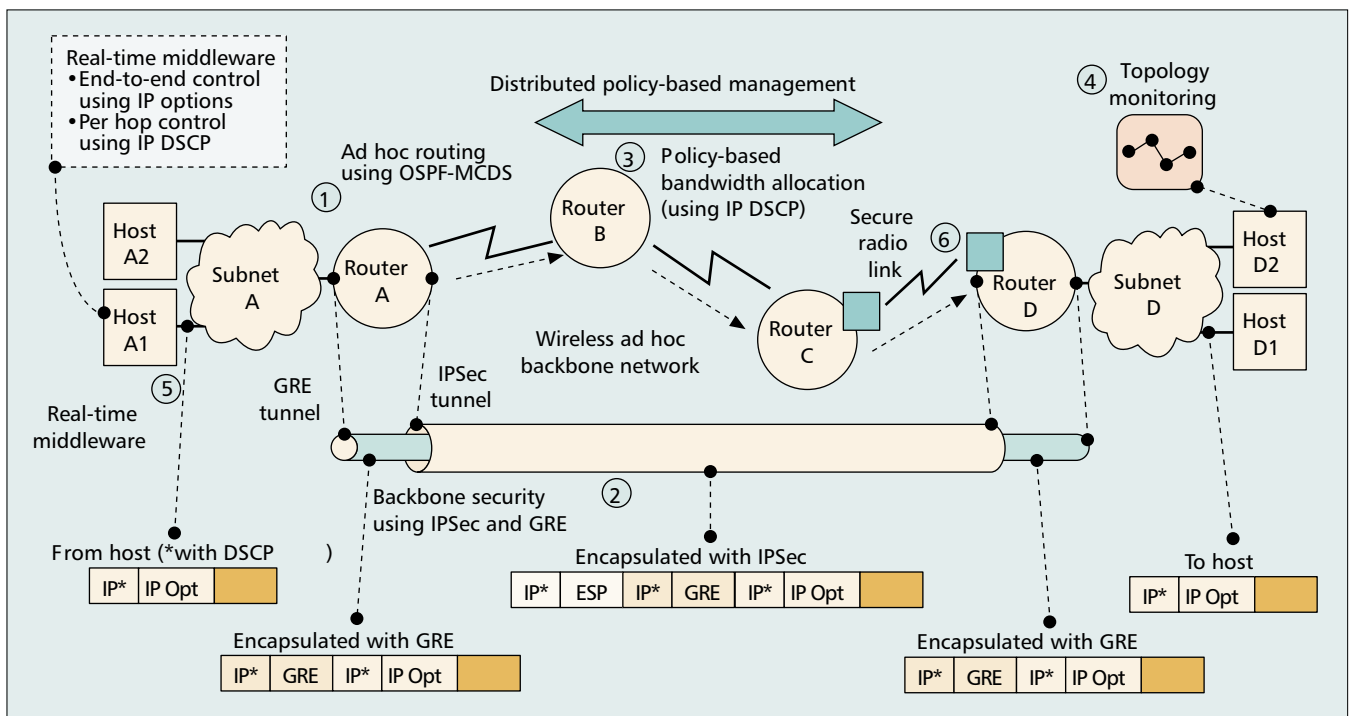 Real-time middleware
•End-to-end control
using IP options
•Per hop control
using IP DSCP
Distributed policy-based management
4
Topology
monitoring
Ad hoc routing
using OSPF-MCDS
1
3
Policy-based
bandwidth allocation
(using IP DSCP)
Host
A2
Subnet
A
Router
A
Router
B
Secure
radio
link
6
Host
D2
Host
A1
Router
C
Router
D
Subnet
D
Host
D1
Wireless ad hoc
backbone network
5
Real-time
middleware
GRE
tunnel
IPSec
tunnel
Backbone security
using IPSec and GRE
2
From host (*with DSCP )
IP* IP Opt
Encapsulated with IPSec
IP* ESP IP* GRE IP* IP Opt
To host
IP* IP Opt
Encapsulated with GRE
IP* GRE IP* IP Opt
Encapsulated with GRE
IP* GRE IP* IP Opt